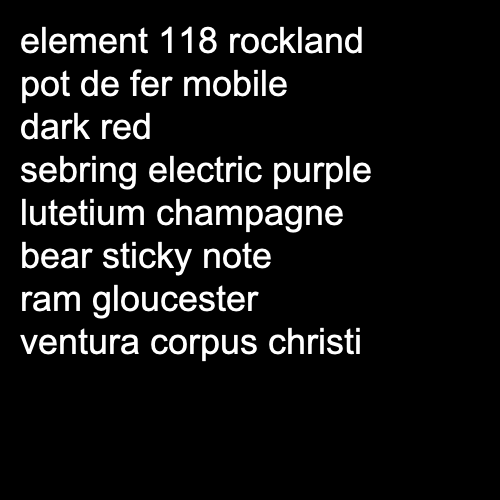 element 118 rockland
pot de fer mobile
dark red
sebring electric purple
lutetium champagne
bear sticky note
ram gloucester
ventura corpus christi